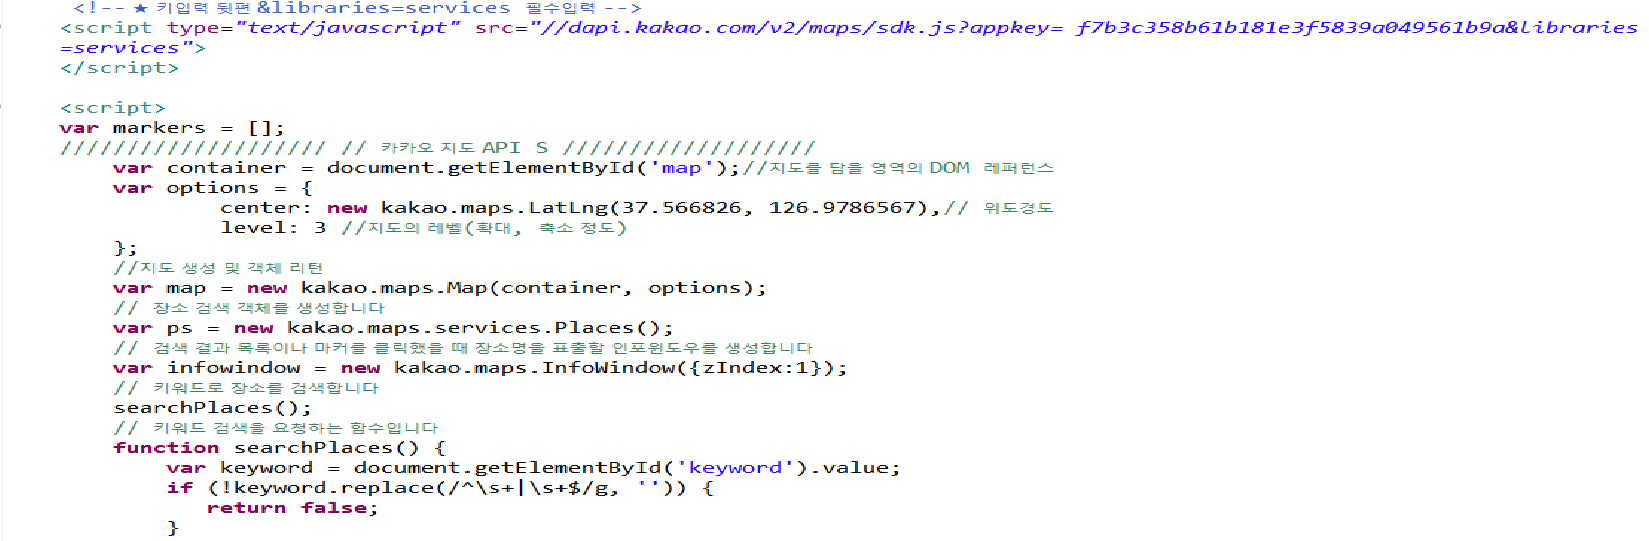 <!-- ★ 키입력 뒷편 &libraries=services 필수입력 -->
<script type="text/javascript" src="//dapi.kakao.com/v2/maps/sdk.js?appkey= f7b3c358b61b181e3f5839a049561b9a&libraries
=services">
</script>
<script>
var markers = [];
//////////////////// // 카카오 지도 API S ///////////////////
var container = document.getElementById('map');//지도를 담을 영역의 DOM 레퍼런스
var options = {
center: new kakao.maps.LatLng(37.566826, 126.9786567),// 위도경도
level: 3 //지도의 레벨(확대, 축소 정도)
};
//지도 생성 및 객체 리턴
var map = new kakao.maps.Map(container, options);
// 장소 검색 객체를 생성합니다
var ps = new kakao.maps.services.Places();
// 검색 결과 목록이나 마커를 클릭했을 때 장소명을 표출할 인포윈도우를 생성합니다
var infowindow = new kakao.maps.InfoWindow({zIndex:1});
// 키워드로 장소를 검색합니다
searchPlaces();
// 키워드 검색을 요청하는 함수입니다
function searchPlaces() {
var keyword = document.getElementById('keyword').value;
if (!keyword.replace(/^\s+|\s+$/g, '')) {
return false;
}